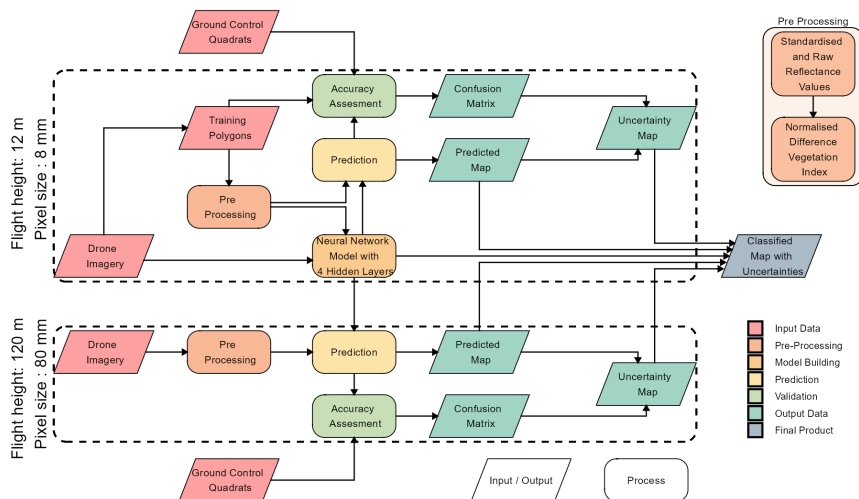 Ground Control
Quadrats
Pre Processing
Standardised
and Raw
Reflectance
Values
Normalised
Difference
Vegetation
Index
Flight height: 12 m
Pixel size : 8 mm
Accuracy
Assesment
Confusion
Matrix
Training
Polygons
Uncertainty
Map
Prediction
Predicted
Map
Pre
Processing
Drone
Imagery
Neural Network
Model with
4 Hidden Layers
Classified
Map with
Uncertainties
Flight height: 120 m
Pixel size : 80 mm
Drone
Imagery
Pre
Processing
Prediction
Predicted
Map
Uncertainty
Map
Accuracy
Assesment
Confusion
Matrix
Ground Control
Quadrats
Input / Output
Process
Input Data
Pre-Processing
Model Building
Prediction
Validation
Output Data
Final Product